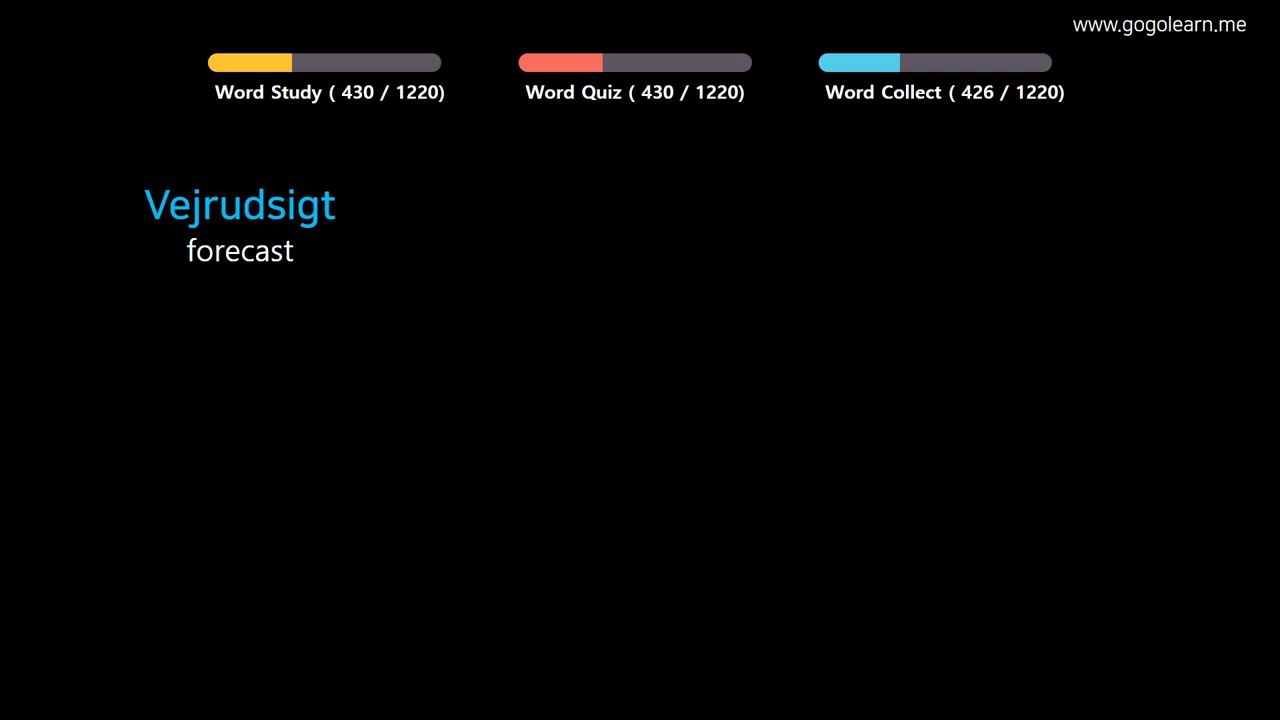 www.gogolearn.me
Word Study ( 430 / 1220)
Word Quiz ( 430 / 1220)
Word Collect ( 426 / 1220)
Vejrudsigt
forecast